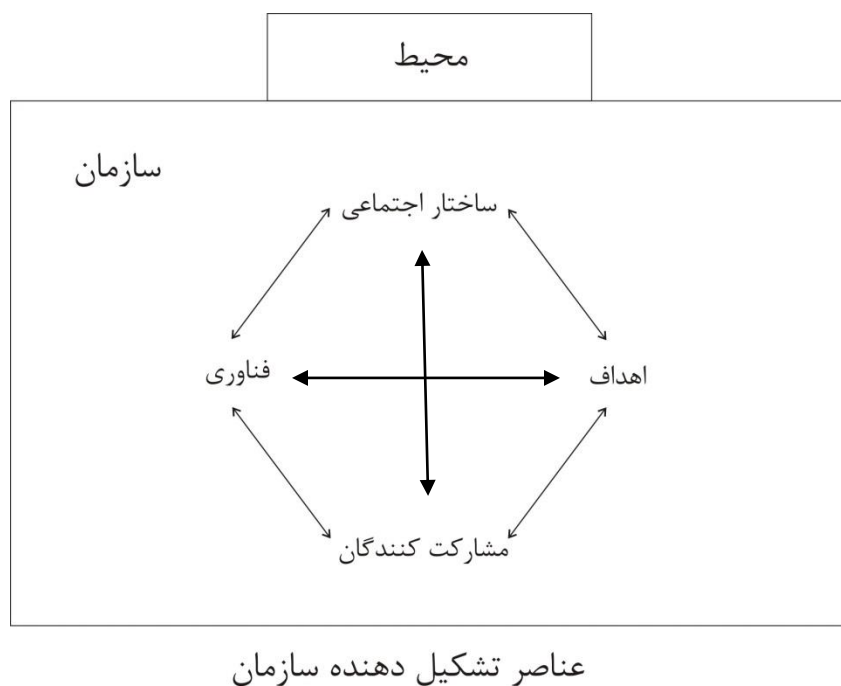 محیط
سازمان
ساختار اجتماعی
اهداف
فناوری
مشارکت کنندگان
عناصر تشکیل دهنده سازمان